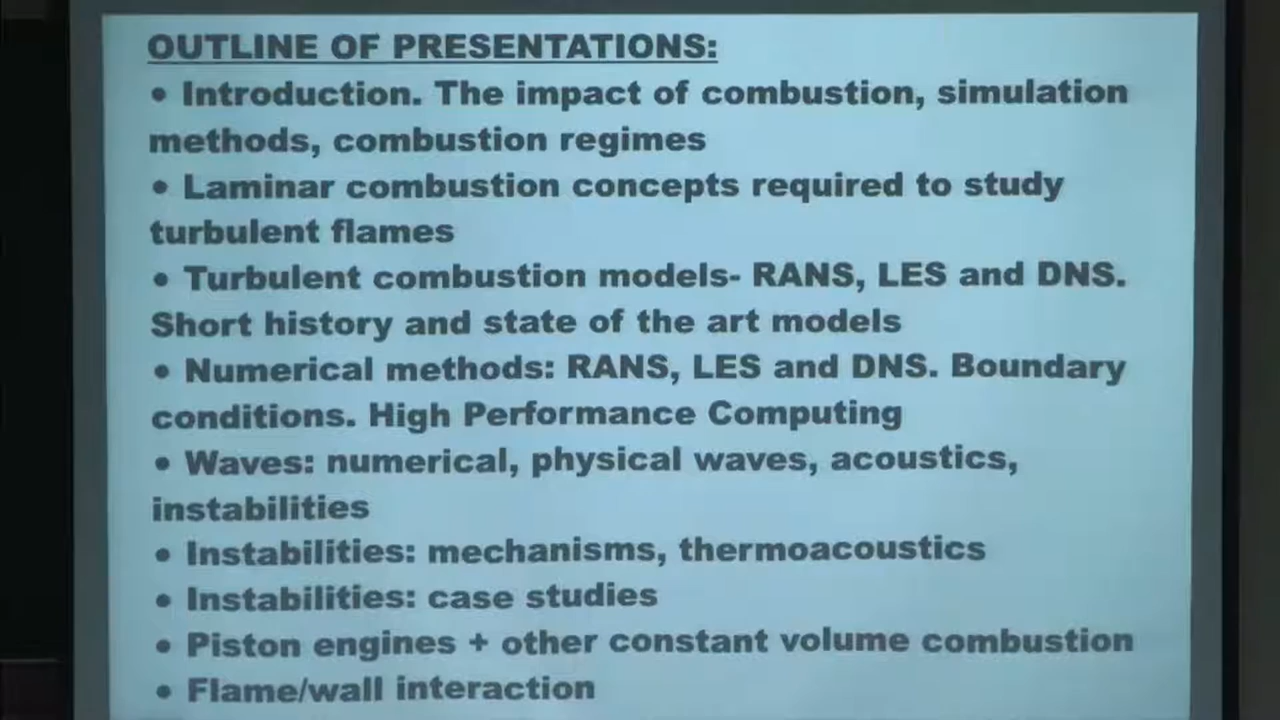 OUTLINE OF PRESENTATIONS:
• Introduction. The impact of combustion, simulation
methods, combustion regimes
• Laminar combustion concepts required to study
turbulent flames
• Turbulent combustion models- RANS, LES and DNS.
Short history and state of the art models
• Numerical methods: RANS, LES and DNS. Boundary
conditions. High Performance Computing
• Waves: numerical, physical waves, acoustics,
instabilities
• Instabilities: mechanisms, thermoacoustics
• Instabilities: case studies
• Piston engines + other constant volume combustion
• Flame/wall interaction